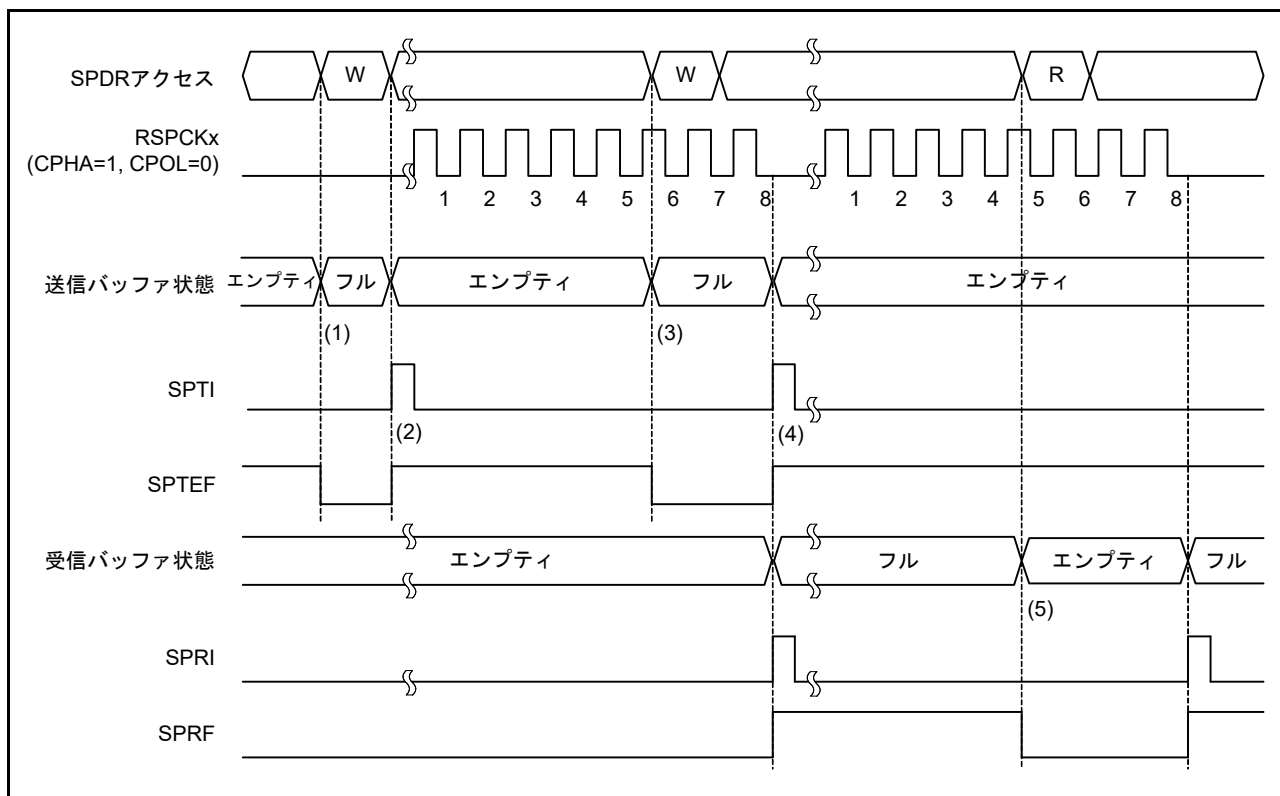 SPDRアクセス W W R
RSPCKx
(CPHA=1, CPOL=0)
1 2 3 4 5 6 7 8 1 2 3 4 5 6 7 8
送信バッファ状態 エンプティ フル エンプティ フル エンプティ
(1) (3)
SPTI
(2) (4)
SPTEF
受信バッファ状態 エンプティ フル エンプティ フル
(5)
SPRI
SPRF